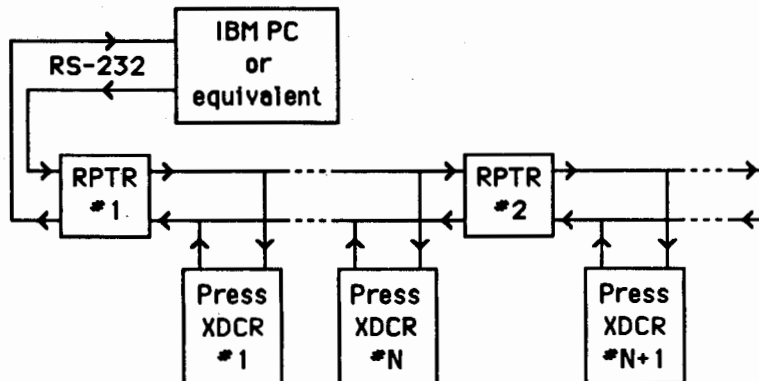 IBM PC
or
equivalent
RS-232
RPTR
#1
RPTR
#2
Press
XDCR
#1
Press
XDCR
#N
Press
XDCR
#N+1